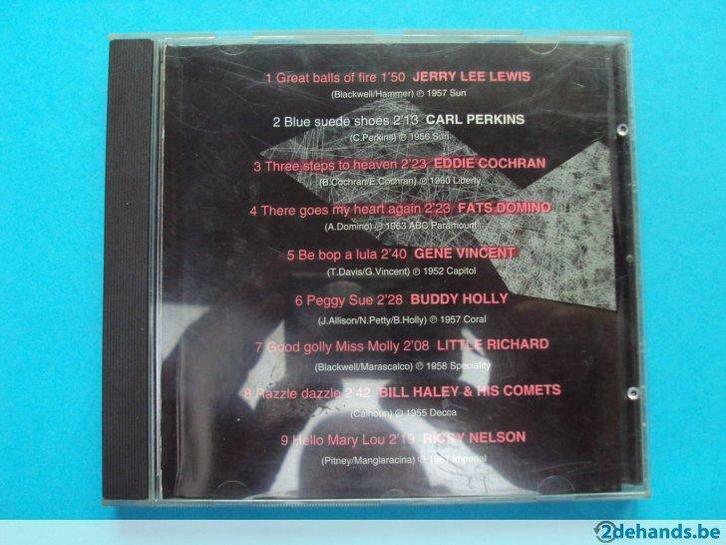 1 Great balls of fire 1'50 JERRY LEE LEWIS
(Blackwell/Hammer) ℗ 1957 Sun
2 Blue suede shoes 2'13 CARL PERKINS
(C.Perkins) ℗ 1956 Sun
3 Three steps to heaven 2'23 EDDIE COCHRAN
(B.Cochran/E.Cochran) ℗ 1960 Liberty
4 There goes my heart again 2'23 FATS DOMINO
(A.Domino) ℗ 1963 ABC Paramount
5 Be bop a lula 2'40 GENE VINCENT
(T.Davis/G.Vincent) ℗ 1952 Capitol
6 Peggy Sue 2'28 BUDDY HOLLY
(J.Allison/N.Petty/B.Holly) ℗ 1957 Coral
7 Good golly Miss Molly 2'08 LITTLE RICHARD
(Blackwell/Marascalco) ℗ 1958 Speciality
8 Razzle dazzle 2'42 BILL HALEY & HIS COMETS
(Calhoun) ℗ 1955 Decca
9 Hello Mary Lou 2'19 RICKY NELSON
(Pitney/Manglaracina) ℗ 1961 Imperial
2dehands.be